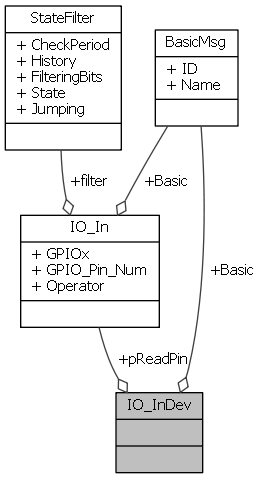 StateFilter
+ CheckPeriod
+ History
+ FilteringBits
+ State
+ Jumping
BasicMsg
+ ID
+ Name
+filter
+Basic
IO_In
+ GPIOx
+ GPIO_Pin_Num
+ Operator
+Basic
+pReadPin
IO_InDev